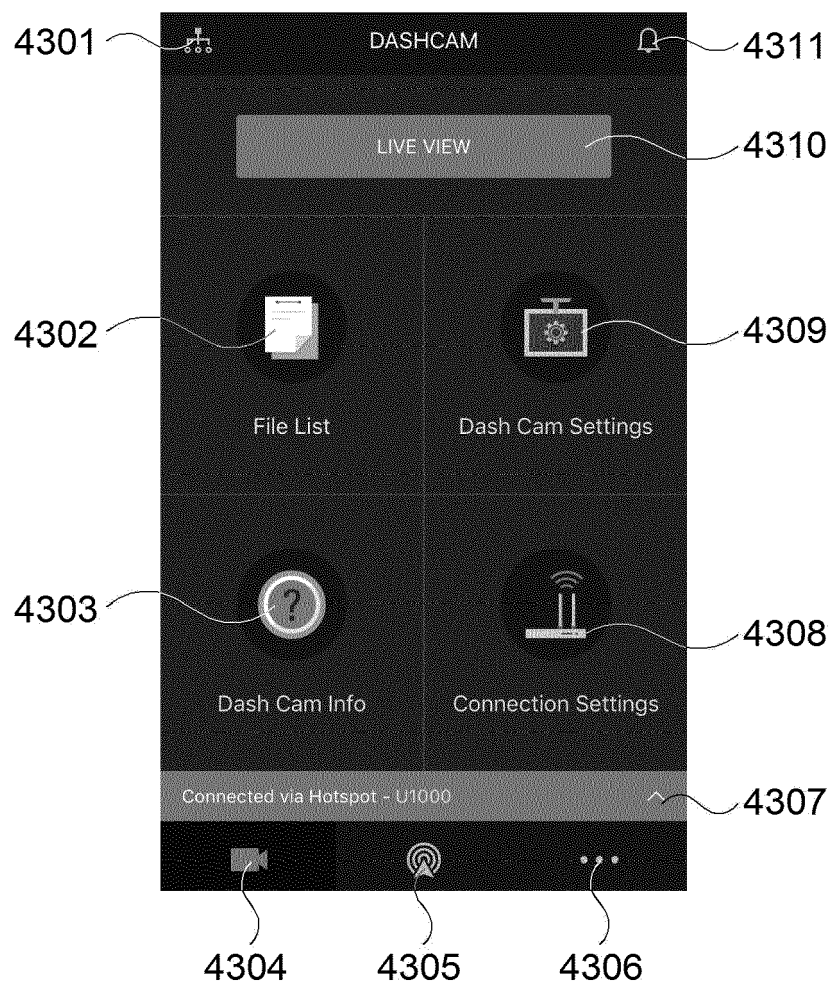 4301
DASHCAM
4311
LIVE VIEW
4310
4302
4309
File List
Dash Cam Settings
4303
?
4308
Dash Cam Info
Connection Settings
Connected via Hotspot - U1000
4307
4304
4305
4306